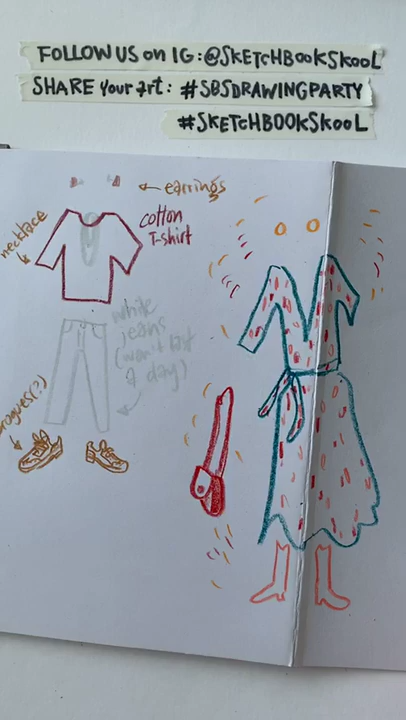 FOLLOW US on IG: @SKETCHBOOKSKOOL
SHARE your art: #SBSDRAWINGPARTY
#SKETCHBOOKSKOOL
← earrings
necklace
cotton
T-shirt
white
jeans
(won't last
a day)
brogues(?)